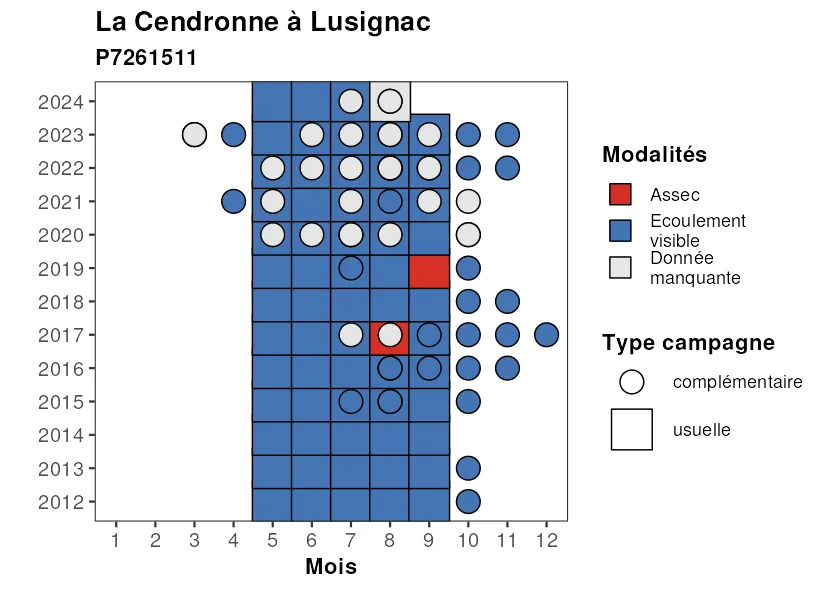 La Cendronne à Lusignac
P7261511
2024
2023
2022
2021
2020
2019
2018
2017
2016
2015
2014
2013
2012
1 2 3 4 5 6 7 8 9 10 11 12
Mois
Modalités
Assec
Ecoulement
visible
Donnée
manquante
Type campagne
complémentaire
usuelle